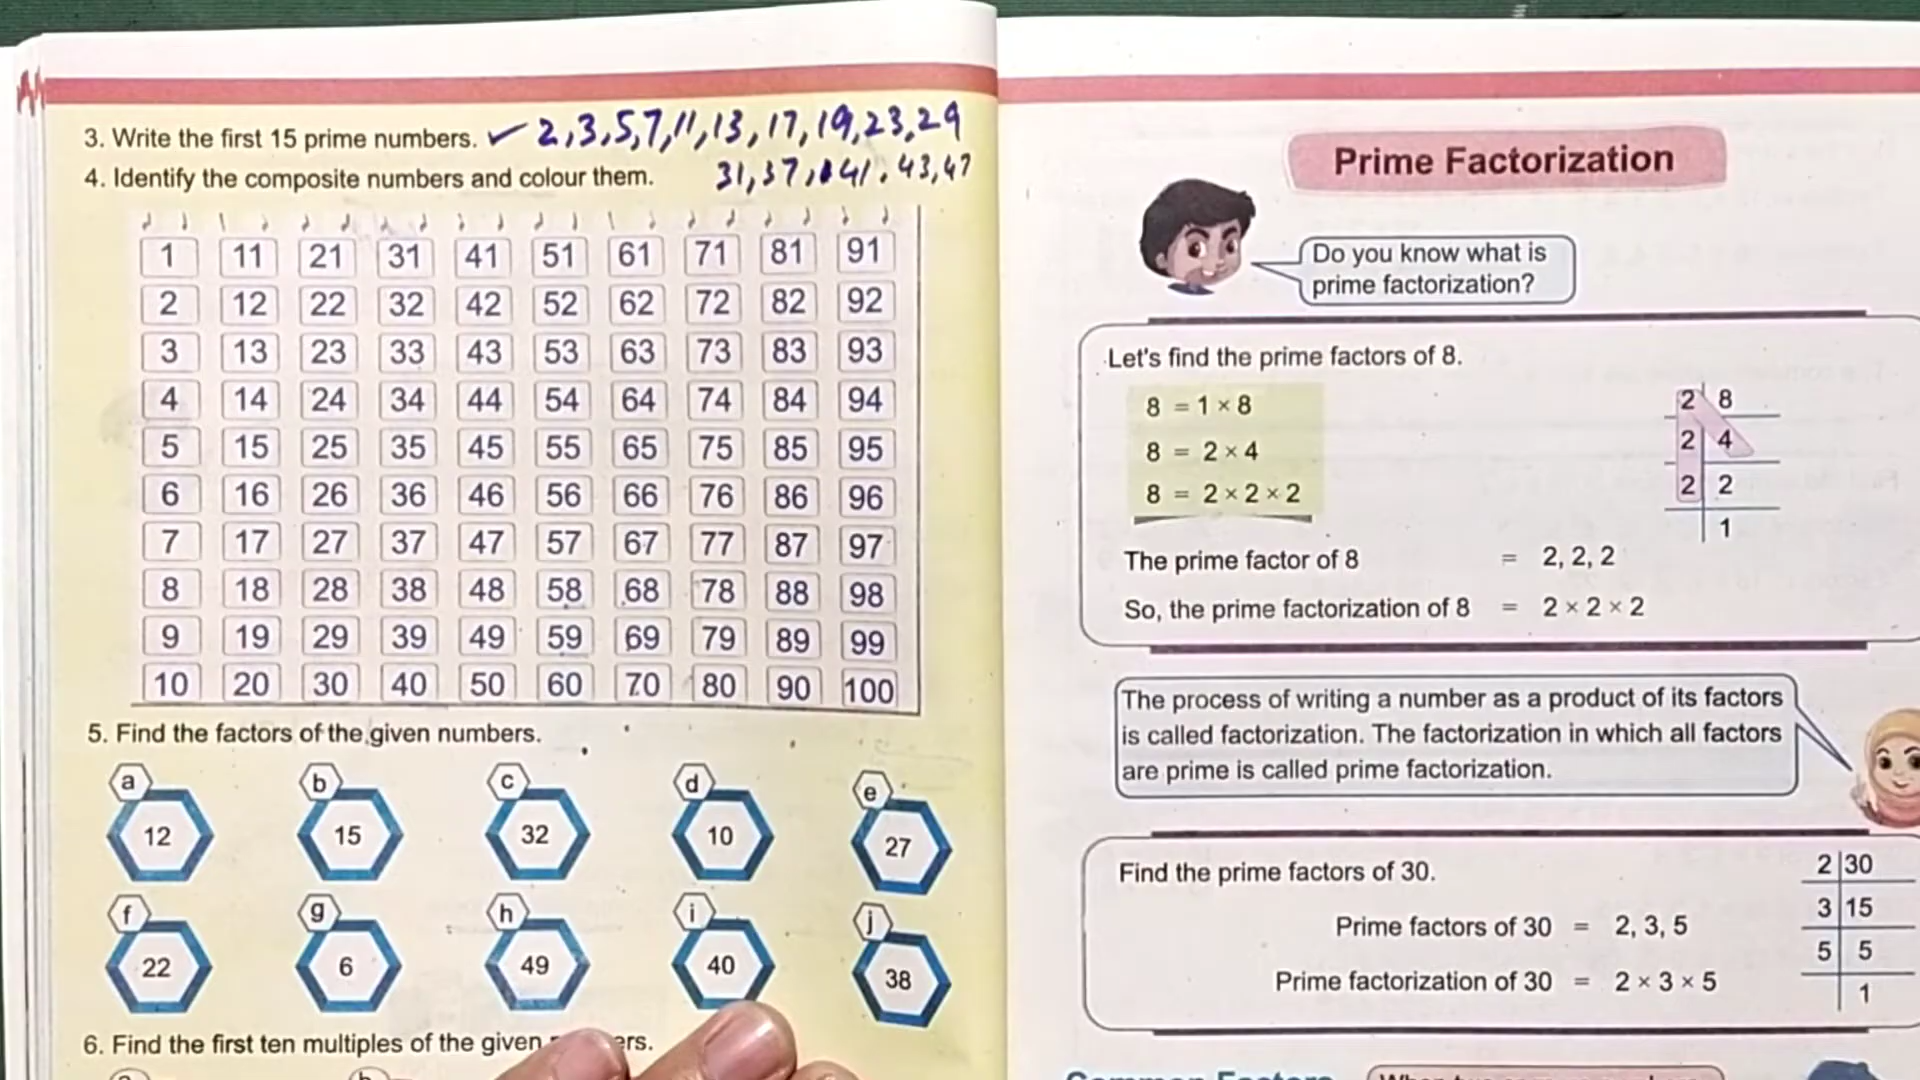 3. Write the first 15 prime numbers. ✓ 2,3,5,7,11,13,17,19,23,29
31,37,41,43,47
4. Identify the composite numbers and colour them.
1 11 21 31 41 51 61 71 81 91
2 12 22 32 42 52 62 72 82 92
3 13 23 33 43 53 63 73 83 93
4 14 24 34 44 54 64 74 84 94
5 15 25 35 45 55 65 75 85 95
6 16 26 36 46 56 66 76 86 96
7 17 27 37 47 57 67 77 87 97
8 18 28 38 48 58 68 78 88 98
9 19 29 39 49 59 69 79 89 99
10 20 30 40 50 60 70 80 90 100
5. Find the factors of the given numbers.
a b c d e
12 15 32 10 27
f g h i j
22 6 49 40 38
6. Find the first ten multiples of the given
Prime Factorization
Do you know what is
prime factorization?
Let's find the prime factors of 8.
8 = 1 × 8
8 = 2 × 4
8 = 2 × 2 × 2
2 8
2 4
2 2
1
The prime factor of 8 = 2, 2, 2
So, the prime factorization of 8 = 2 × 2 × 2
The process of writing a number as a product of its factors
is called factorization. The factorization in which all factors
are prime is called prime factorization.
Find the prime factors of 30.
Prime factors of 30 = 2, 3, 5
Prime factorization of 30 = 2 × 3 × 5
2 30
3 15
5 5
1
Common Factors